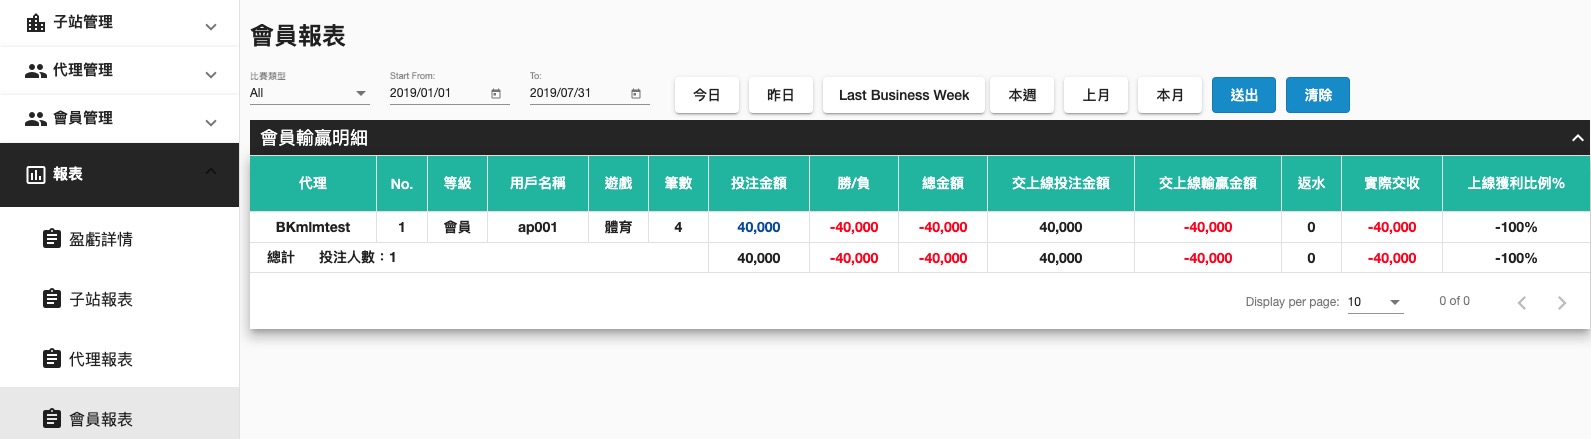 子站管理
代理管理
會員管理
報表
盈虧詳情
子站報表
代理報表
會員報表
會員報表
比賽類型
All
Start From:
2019/01/01
To:
2019/07/31
今日
昨日
Last Business Week
本週
上月
本月
送出
清除
會員輸贏明細
代理 No. 等級 用戶名稱 遊戲 筆數 投注金額 勝/負 總金額 交上線投注金額 交上線輸贏金額 返水 實際交收 上線獲利比例%
BKmlmtest 1 會員 ap001 體育 4 40,000 -40,000 -40,000 40,000 -40,000 0 -40,000 -100%
總計 投注人數：1 40,000 -40,000 -40,000 40,000 -40,000 0 -40,000 -100%
Display per page: 10 0 of 0